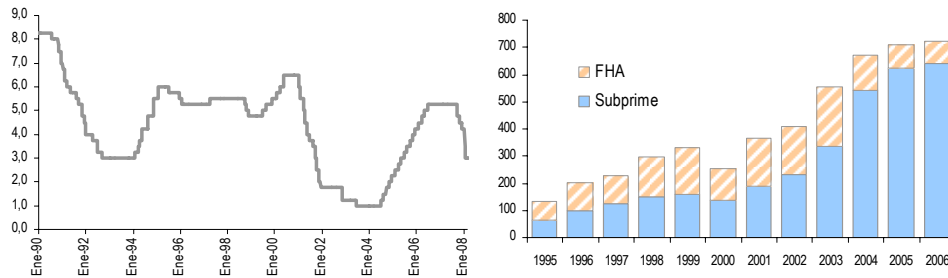 9,0
8,0
7,0
6,0
5,0
4,0
3,0
2,0
1,0
0,0
Ene-90
Ene-92
Ene-94
Ene-96
Ene-98
Ene-00
Ene-02
Ene-04
Ene-06
Ene-08
800
700
600
500
400
300
200
100
0
FHA
Subprime
1995 1996 1997 1998 1999 2000 2001 2002 2003 2004 2005 2006